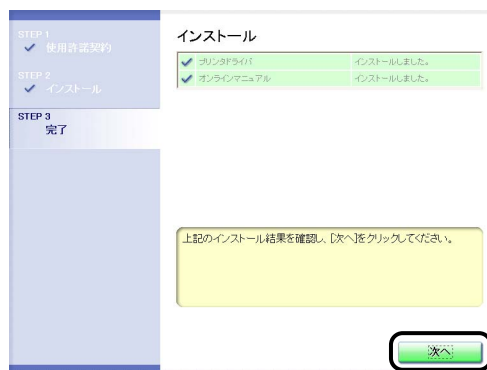 STEP 1
使用許諾契約
STEP 2
インストール
STEP 3
完了
インストール
プリンタドライバ インストールしました。
オンラインマニュアル インストールしました。
上記のインストール結果を確認し、[次へ]をクリックしてください。
次へ